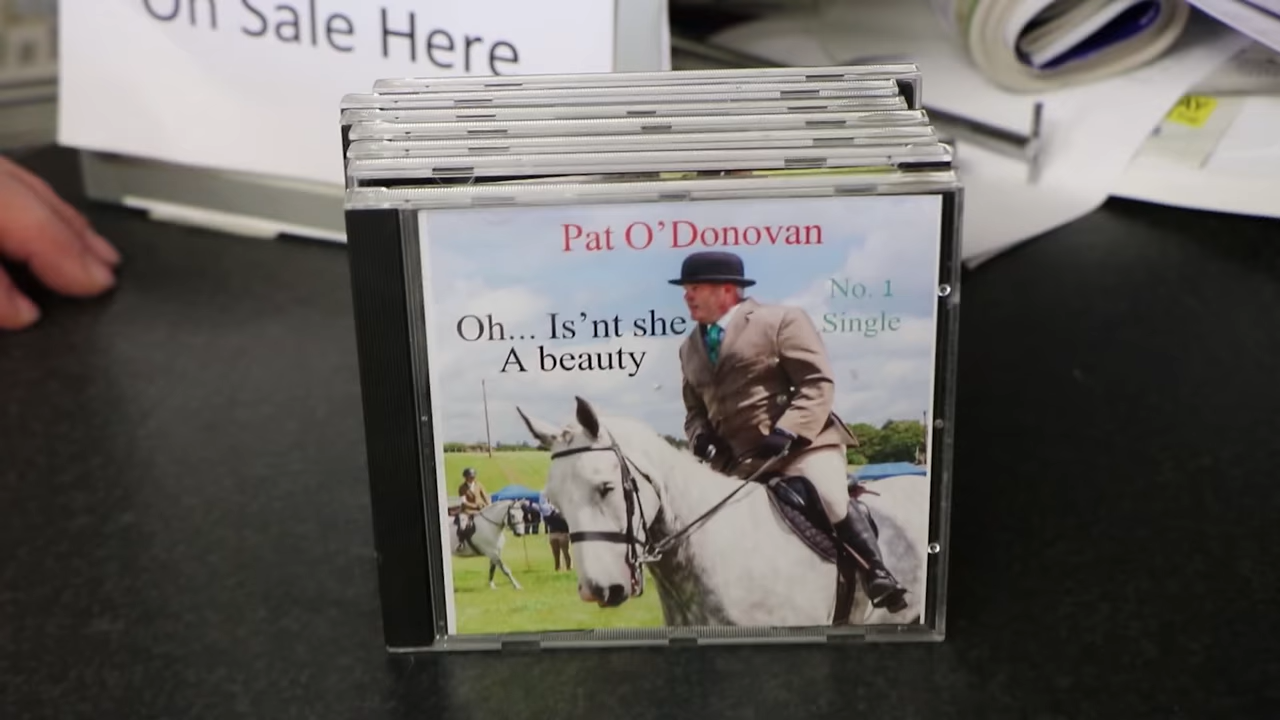 On Sale Here
Pat O'Donovan
No. 1
Single
Oh... Is'nt she
A beauty